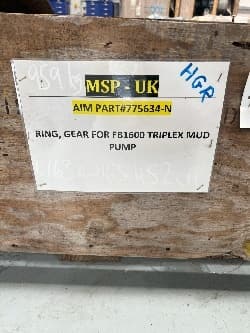 MSP - UK
HGR
AIM PART#775634-N
RING, GEAR FOR FB1600 TRIPLEX MUD
PUMP